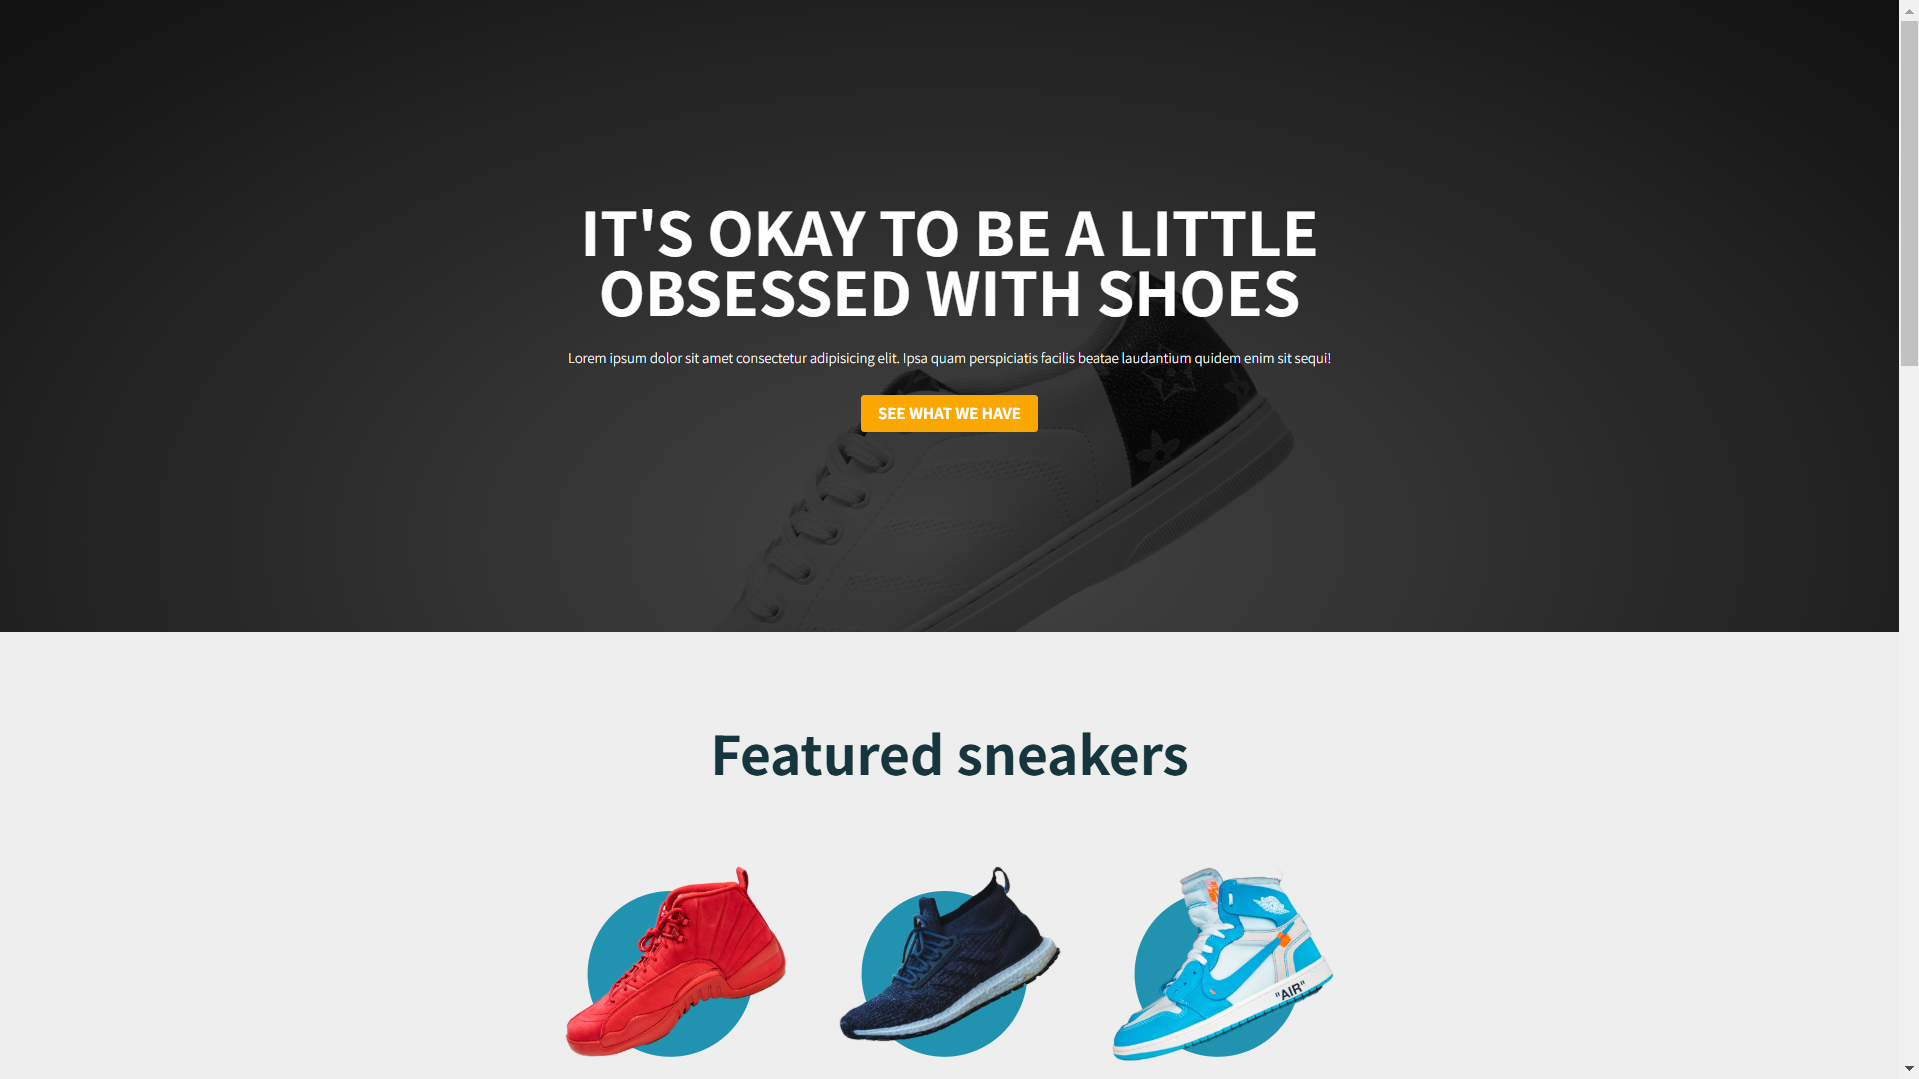 IT'S OKAY TO BE A LITTLE
OBSESSED WITH SHOES
Lorem ipsum dolor sit amet consectetur adipisicing elit. Ipsa quam perspiciatis facilis beatae laudantium quidem enim sit sequi!
SEE WHAT WE HAVE
Featured sneakers
"AIR"